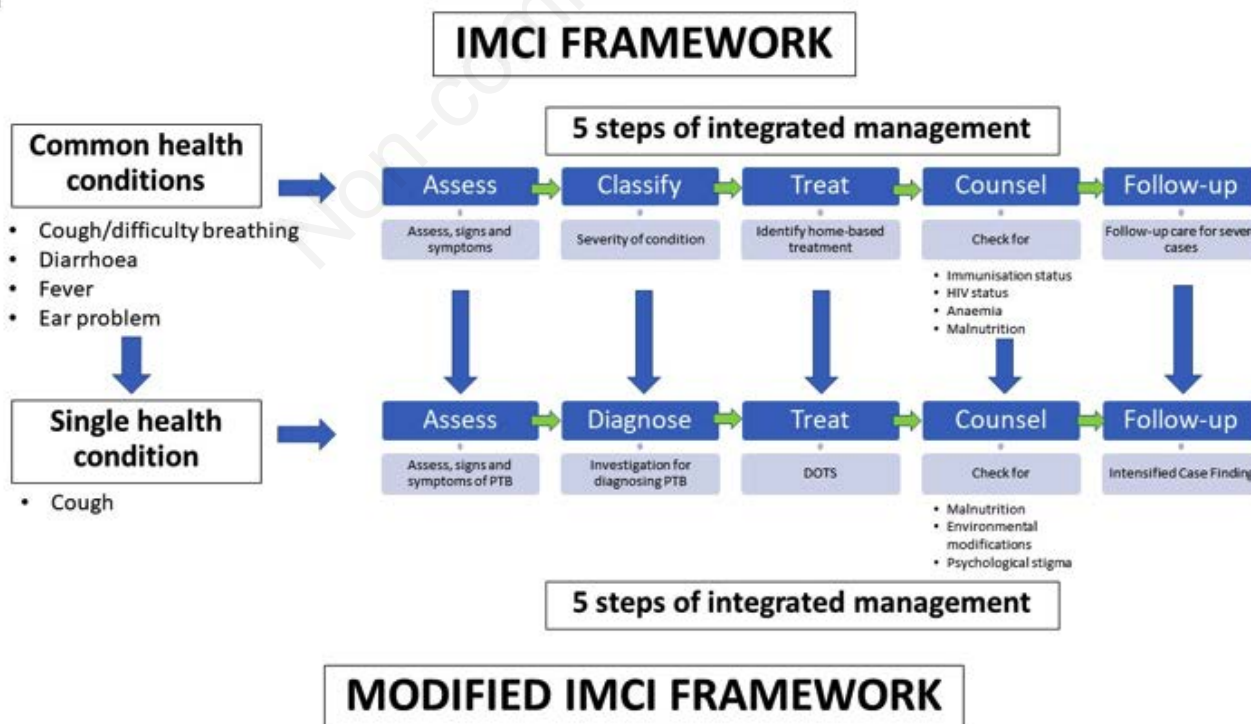 IMCI FRAMEWORK
5 steps of integrated management
Common health
conditions
• Cough/difficulty breathing
• Diarrhoea
• Fever
• Ear problem
Assess
Assess, signs and
symptoms
Classify
Severity of condition
Treat
Identify home-based
treatment
Counsel
Check for
• Immunisation status
• HIV status
• Anaemia
• Malnutrition
Follow-up
Follow-up care for sever
cases
Single health
condition
• Cough
Assess
Assess, signs and
symptoms of PTB
Diagnose
Investigation for
diagnosing PTB
Treat
DOTS
Counsel
Check for
• Malnutrition
• Environmental
modifications
• Psychological stigma
Follow-up
Intensified Case Finding
5 steps of integrated management
MODIFIED IMCI FRAMEWORK
Non-com